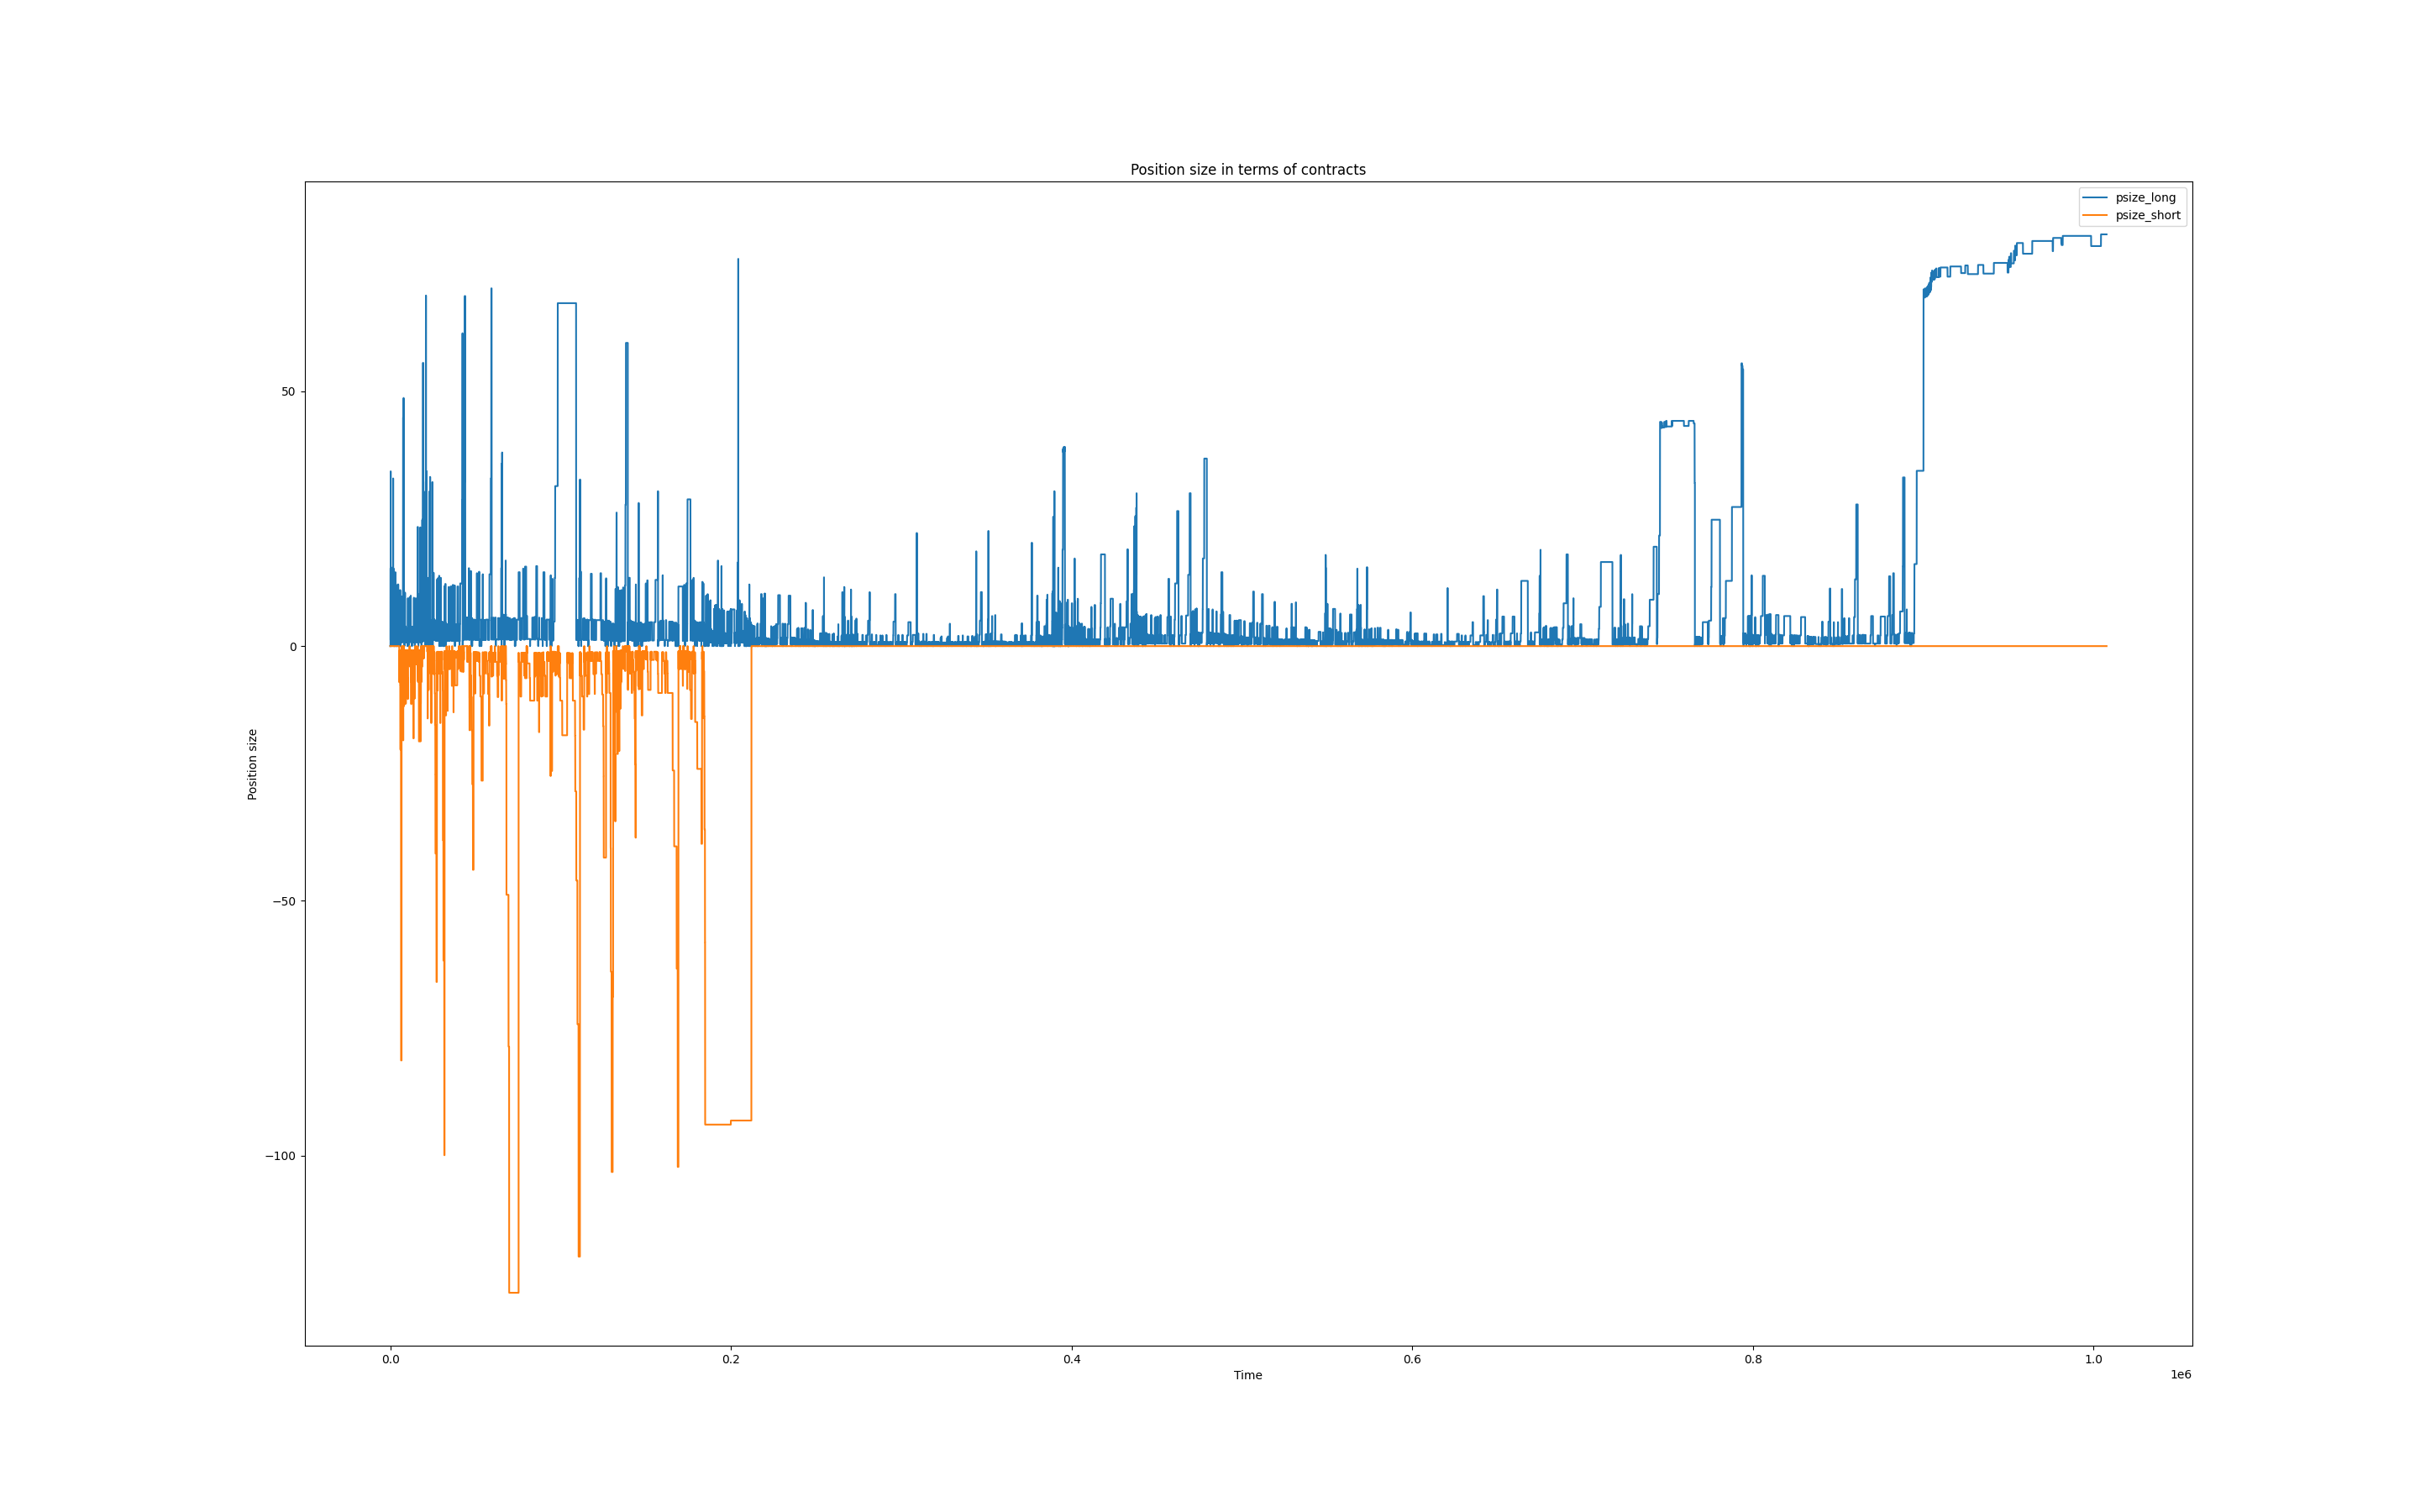 Position size in terms of contracts
psize_long
psize_short
50
0
−50
−100
Position size
0.0
0.2
0.4
0.6
0.8
1.0
Time
1e6